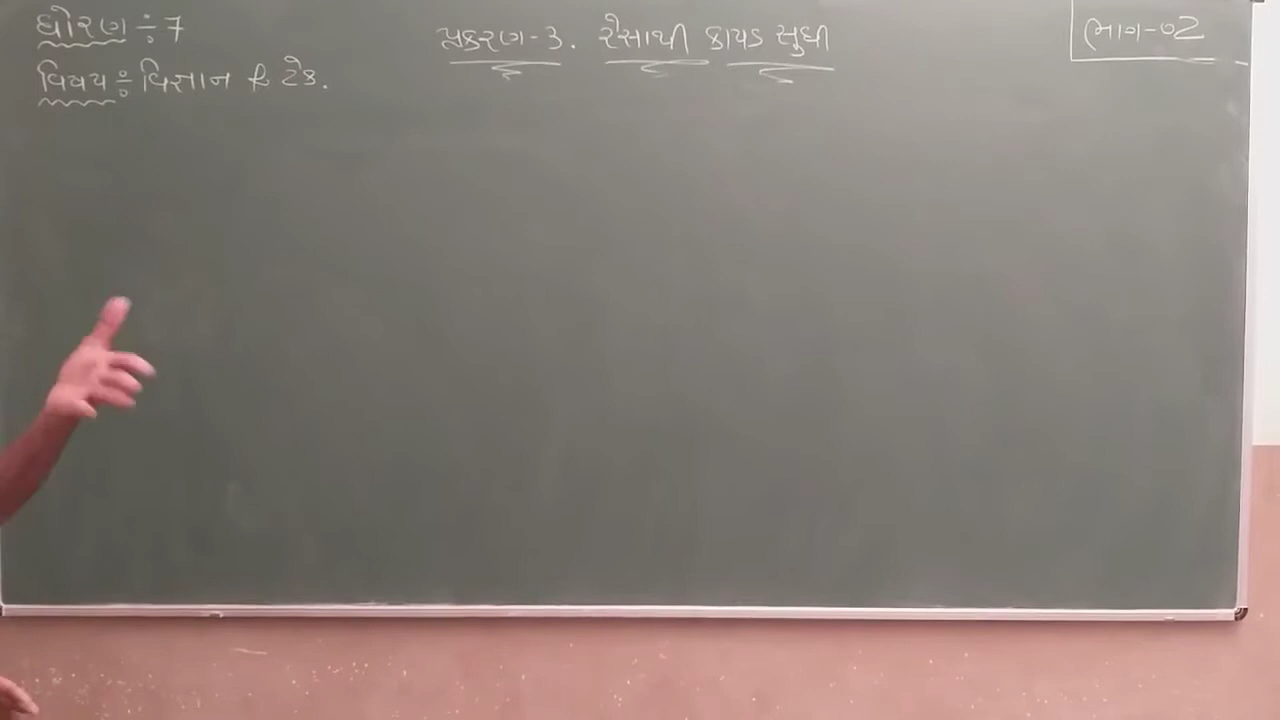 ધોરણ ÷ 7
વિષય ÷ વિજ્ઞાન & ટેક.
પ્રકરણ-3. રેસાથી કાપડ સુધી
ભાગ-02